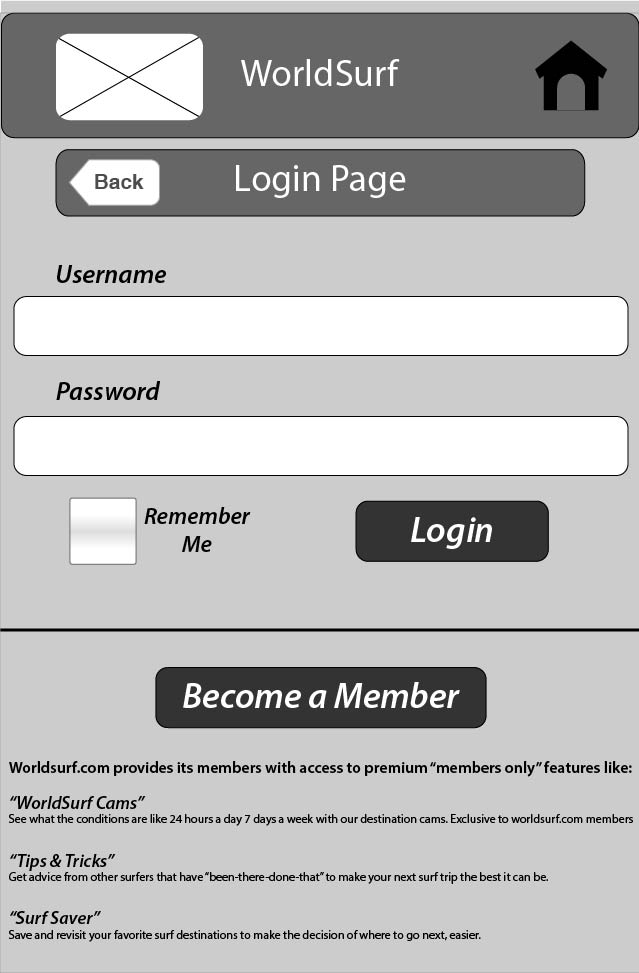 WorldSurf
Back
Login Page
Username
Password
Remember
Me
Login
Become a Member
Worldsurf.com provides its members with access to premium “members only” features like:
“WorldSurf Cams”
See what the conditions are like 24 hours a day 7 days a week with our destination cams. Exclusive to worldsurf.com members
“Tips & Tricks”
Get advice from other surfers that have “been-there-done-that” to make your next surf trip the best it can be.
“Surf Saver”
Save and revisit your favorite surf destinations to make the decision of where to go next, easier.